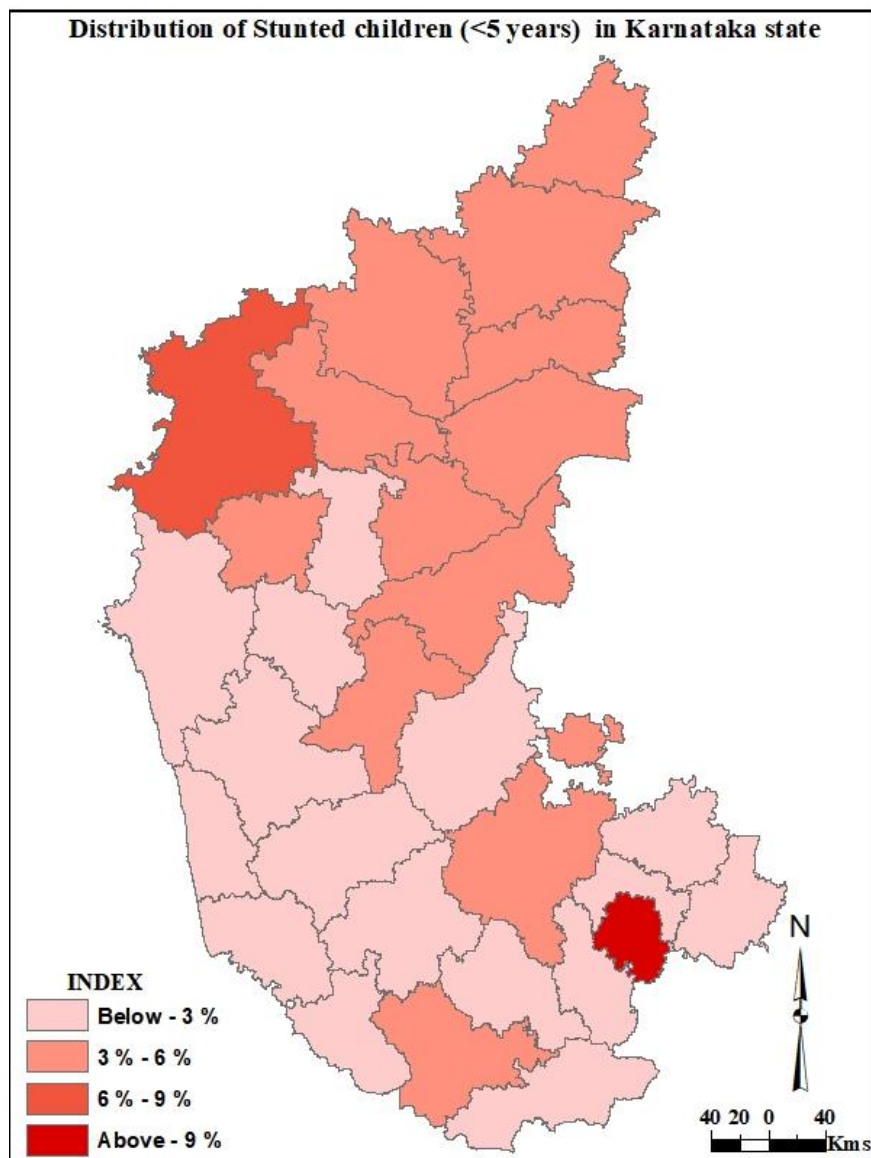 Distribution of Stunted children (<5 years) in Karnataka state
N
INDEX
Below - 3 %
3 % - 6 %
6 % - 9 %
Above - 9 %
40 20 0 40
Kms